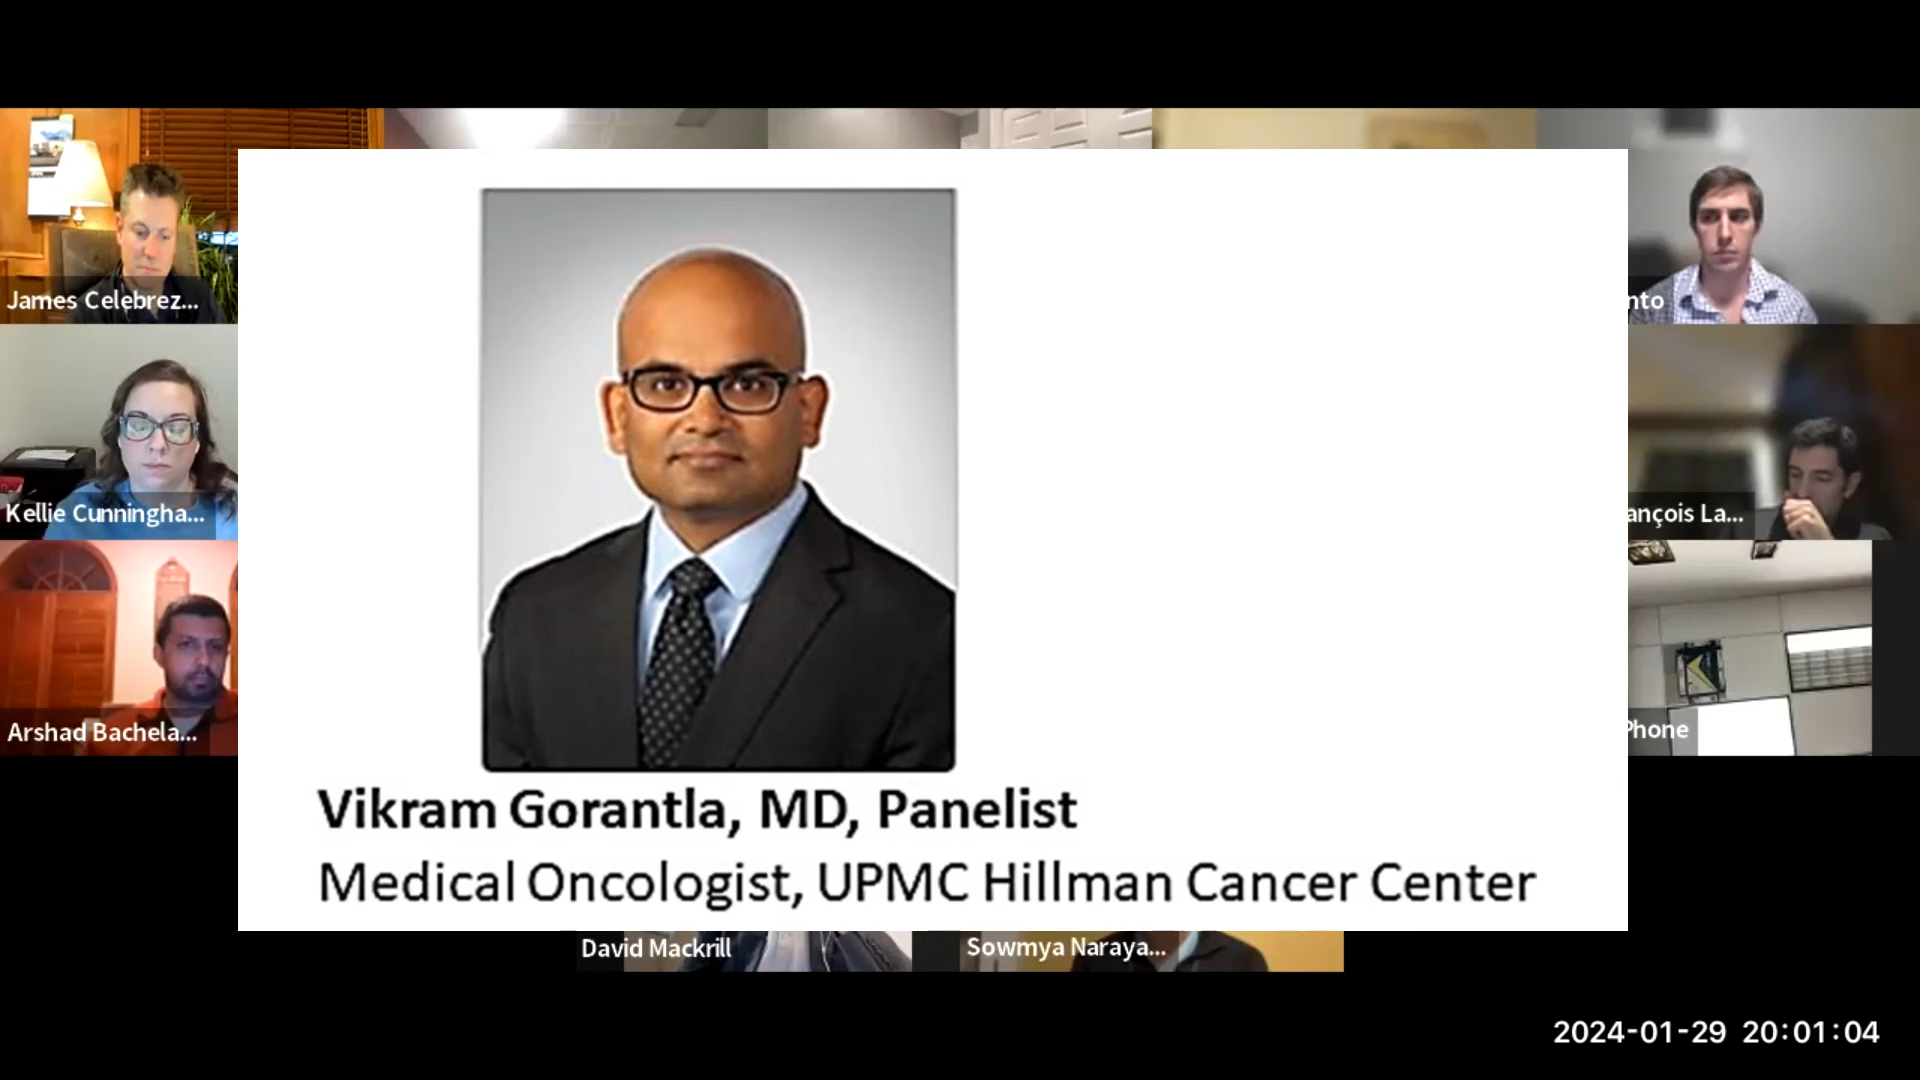 James Celebrez...
nto
Kellie Cunningha...
ançois La...
Arshad Bachela...
Phone
Vikram Gorantla, MD, Panelist
Medical Oncologist, UPMC Hillman Cancer Center
David Mackrill
Sowmya Naraya...
2024-01-29 20:01:04